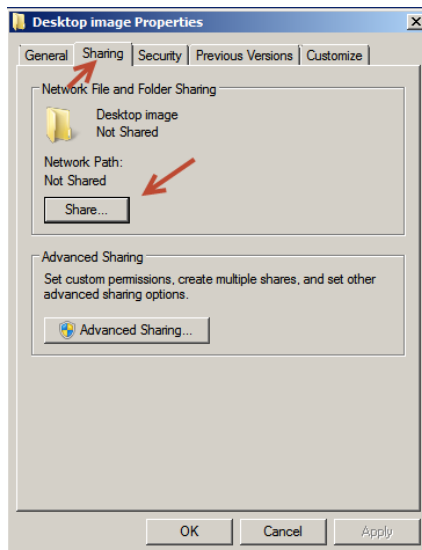 Desktop image Properties
General Sharing Security Previous Versions Customize
Network File and Folder Sharing
Desktop image
Not Shared
Network Path:
Not Shared
Share...
Advanced Sharing
Set custom permissions, create multiple shares, and set other
advanced sharing options.
Advanced Sharing...
OK Cancel Apply